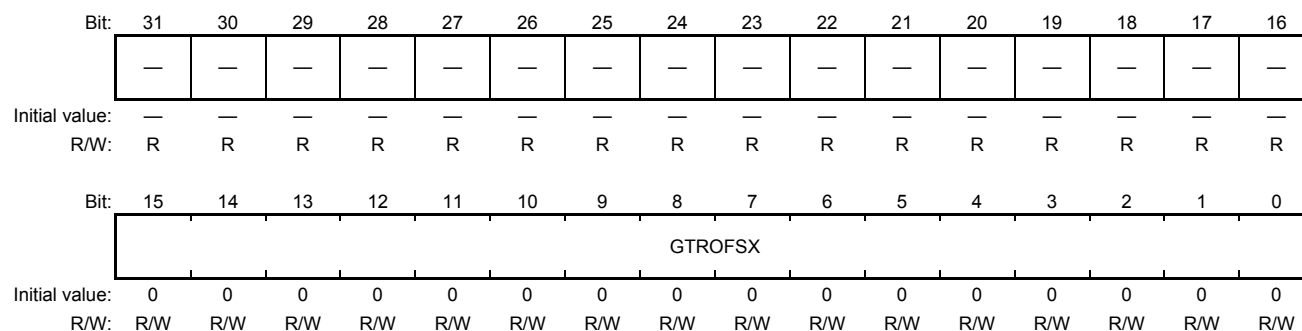 Bit: 31 30 29 28 27 26 25 24 23 22 21 20 19 18 17 16
— — — — — — — — — — — — — — — —
Initial value: — — — — — — — — — — — — — — — —
R/W: R R R R R R R R R R R R R R R R
Bit: 15 14 13 12 11 10 9 8 7 6 5 4 3 2 1 0
GTROFSX
Initial value: 0 0 0 0 0 0 0 0 0 0 0 0 0 0 0 0
R/W: R/W R/W R/W R/W R/W R/W R/W R/W R/W R/W R/W R/W R/W R/W R/W R/W